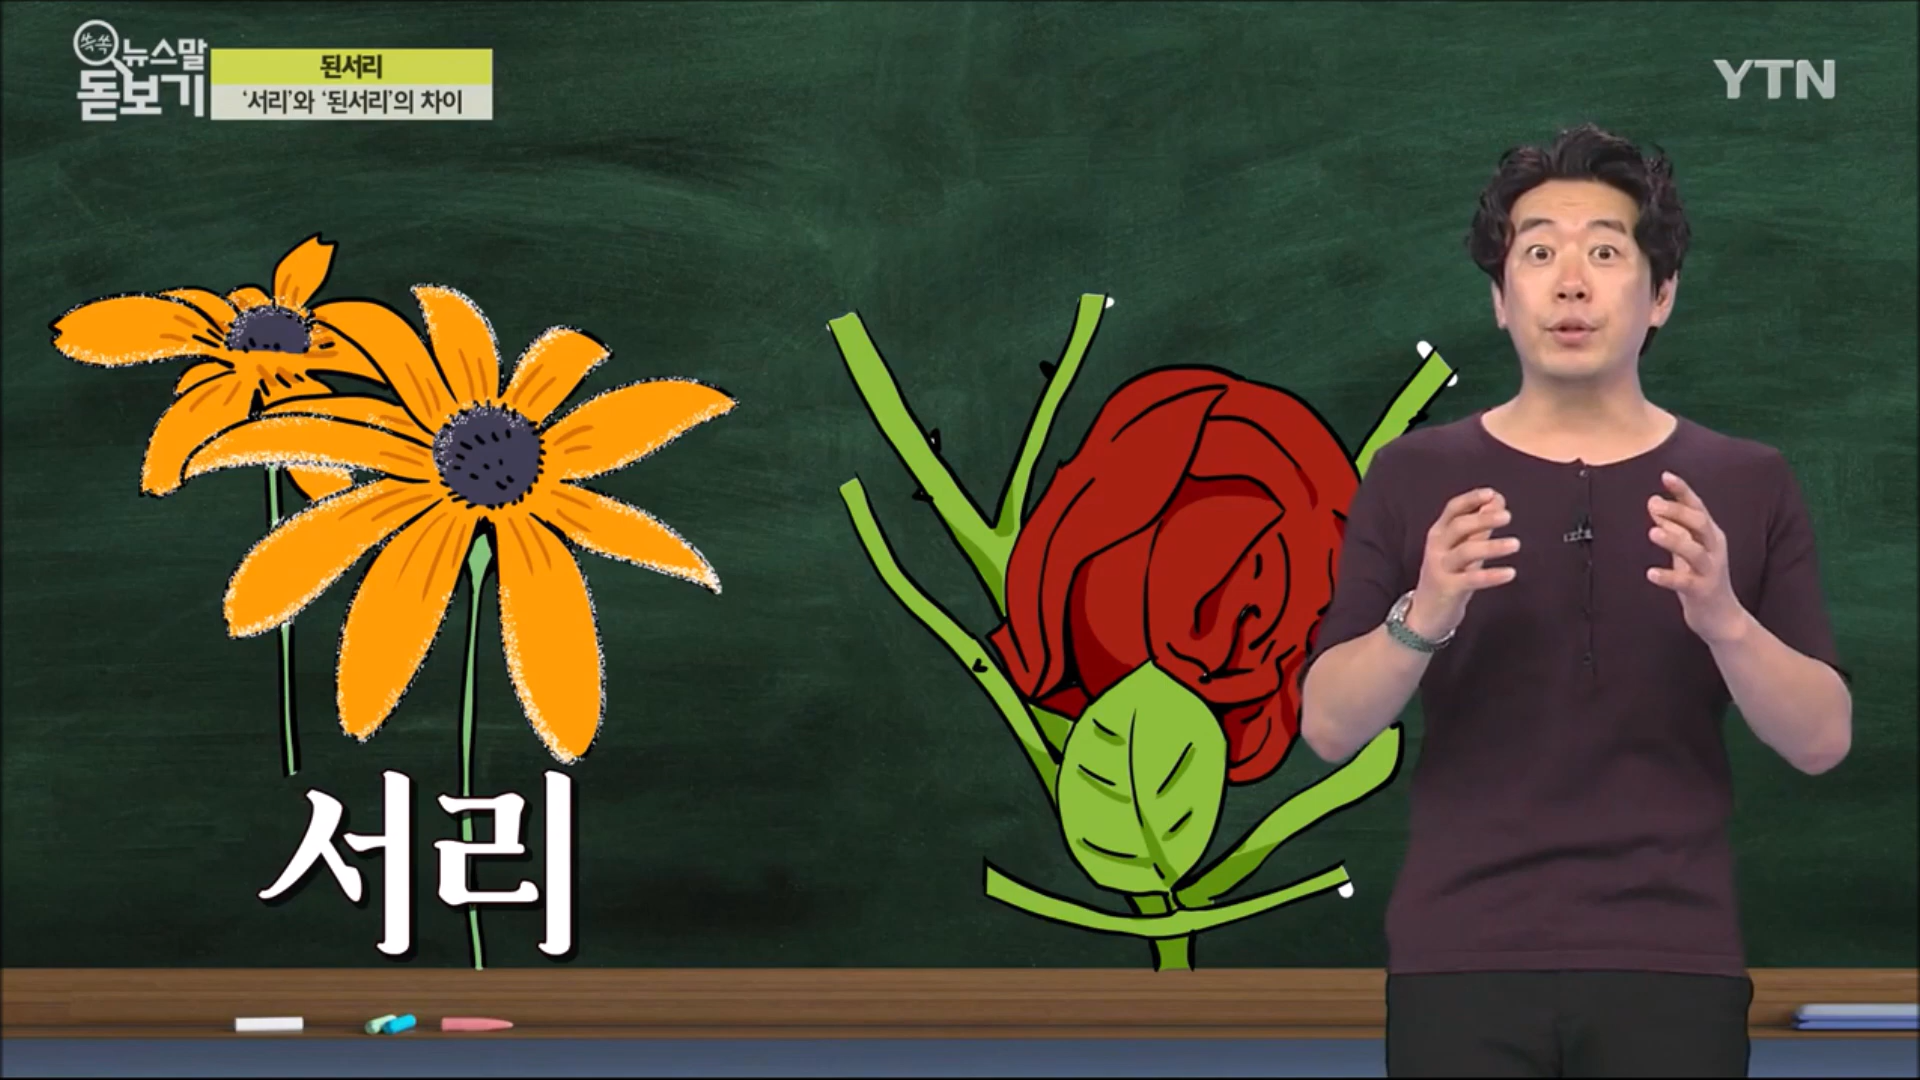 쏙쏙
뉴스말
돋보기
된서리
‘서리’와 ‘된서리’의 차이
YTN
서리